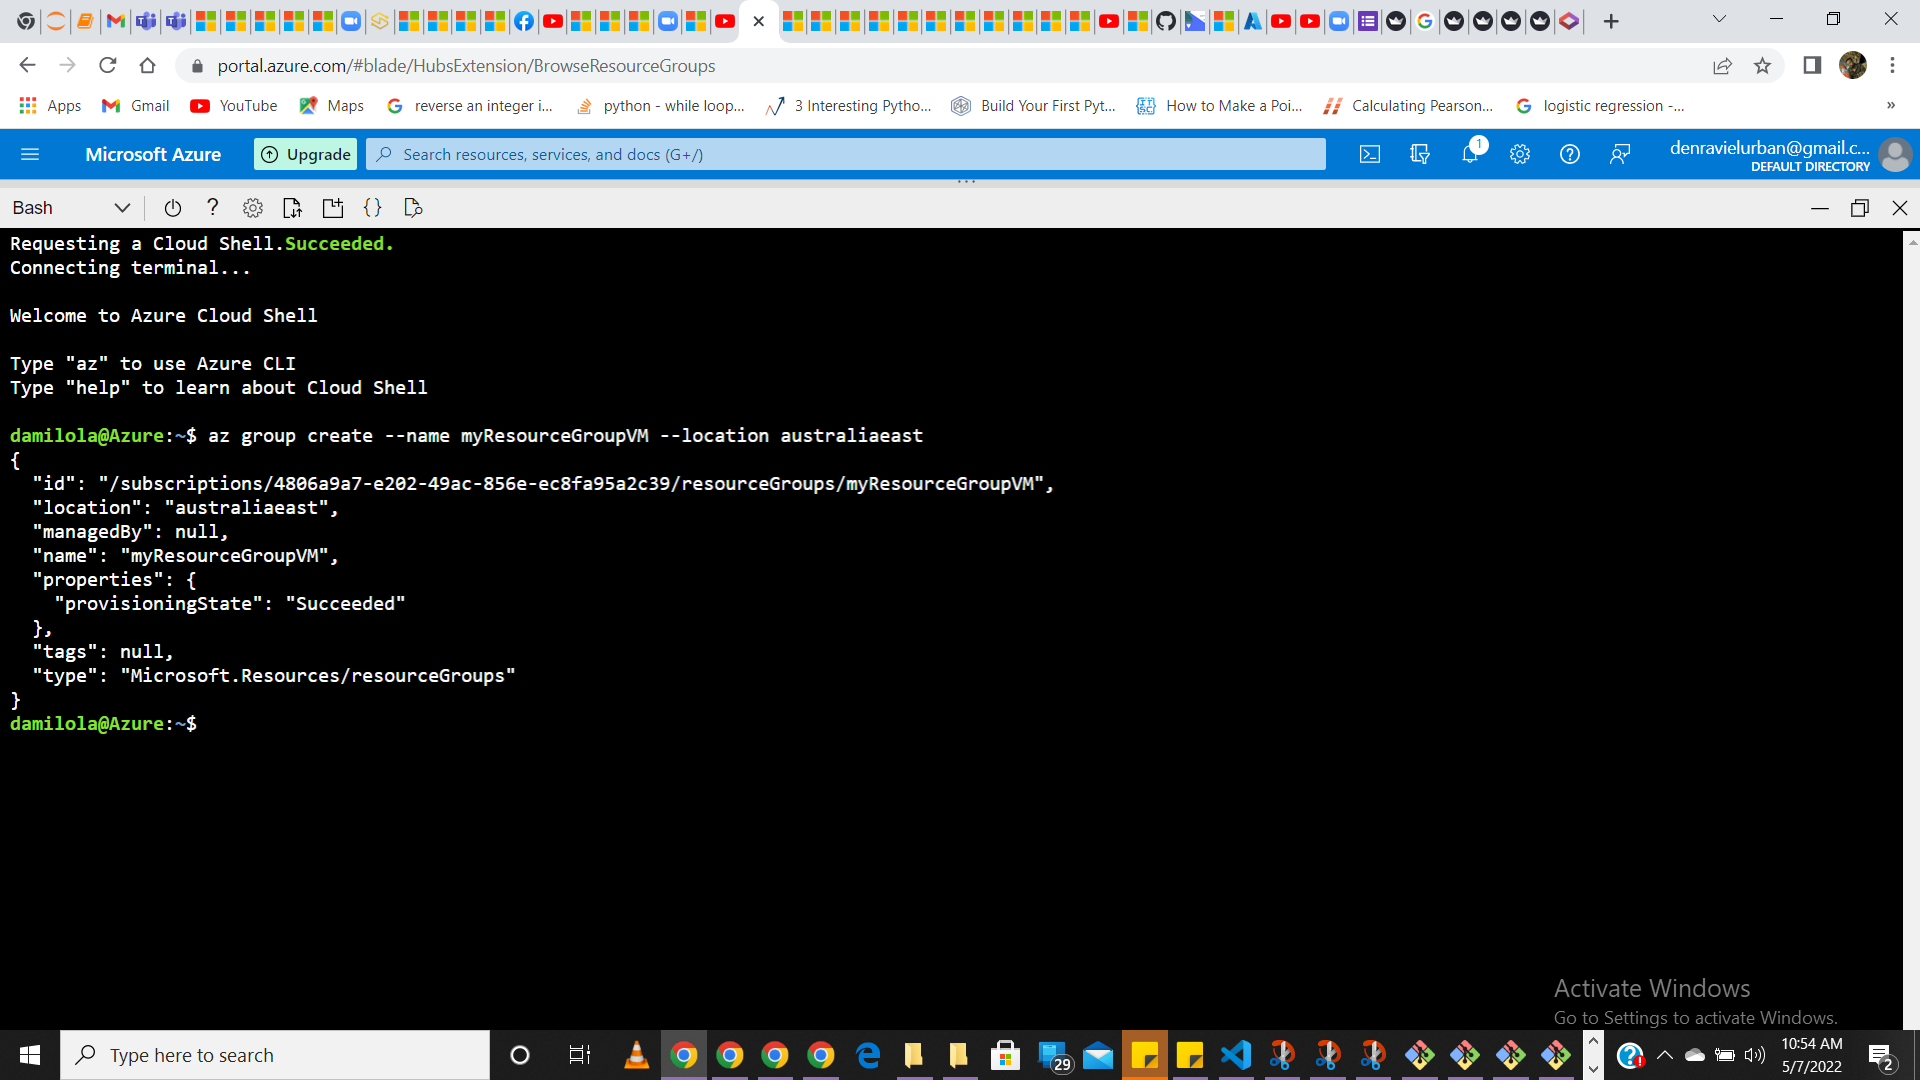 portal.azure.com/#blade/HubsExtension/BrowseResourceGroups
Apps Gmail YouTube Maps reverse an integer i... python - while loop... 3 Interesting Pytho... Build Your First Pyt... How to Make a Poi... Calculating Pearson... logistic regression -... »
Microsoft Azure Upgrade Search resources, services, and docs (G+/) 1 denravielurban@gmail.c...
DEFAULT DIRECTORY
Bash
Requesting a Cloud Shell.Succeeded.
Connecting terminal...
Welcome to Azure Cloud Shell
Type "az" to use Azure CLI
Type "help" to learn about Cloud Shell
damilola@Azure:~$ az group create --name myResourceGroupVM --location australiaeast
{
  "id": "/subscriptions/4806a9a7-e202-49ac-856e-ec8fa95a2c39/resourceGroups/myResourceGroupVM",
  "location": "australiaeast",
  "managedBy": null,
  "name": "myResourceGroupVM",
  "properties": {
    "provisioningState": "Succeeded"
  },
  "tags": null,
  "type": "Microsoft.Resources/resourceGroups"
}
damilola@Azure:~$
Activate Windows
Go to Settings to activate Windows.
Type here to search 29 10:54 AM
5/7/2022 2